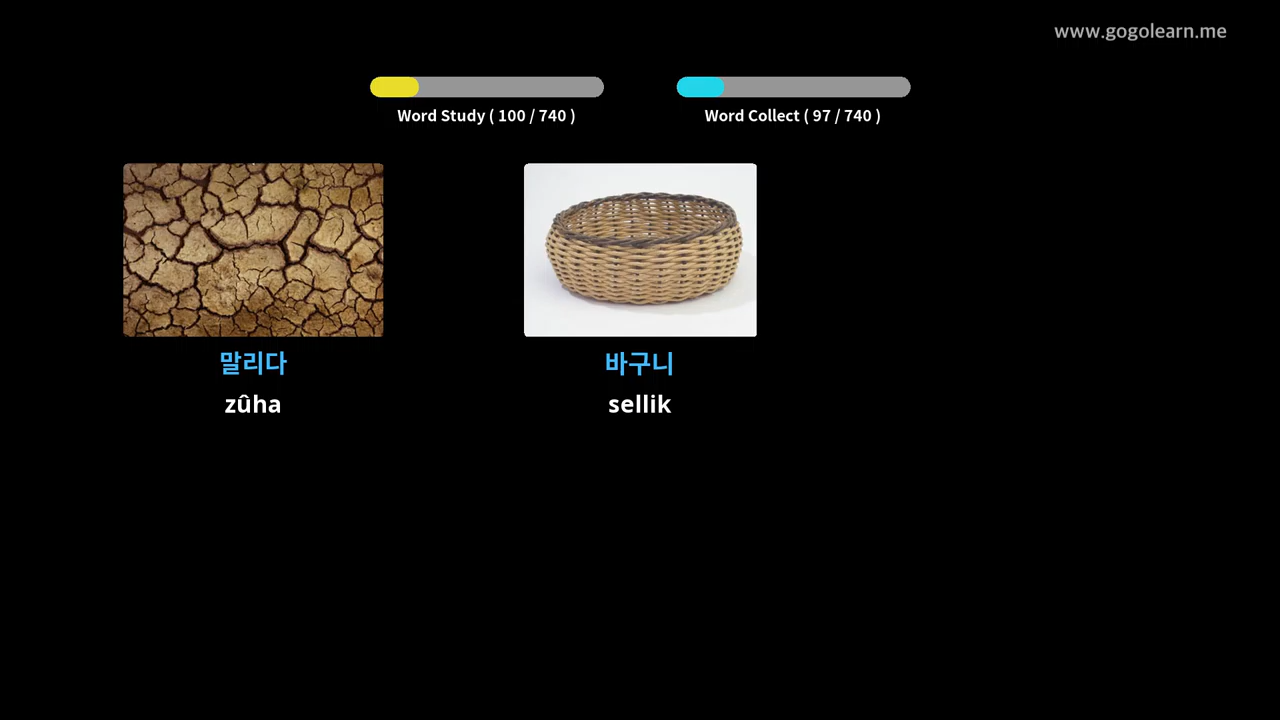 www.gogolearn.me
Word Study ( 100 / 740 )
Word Collect ( 97 / 740 )
말리다
바구니
zûha
sellik